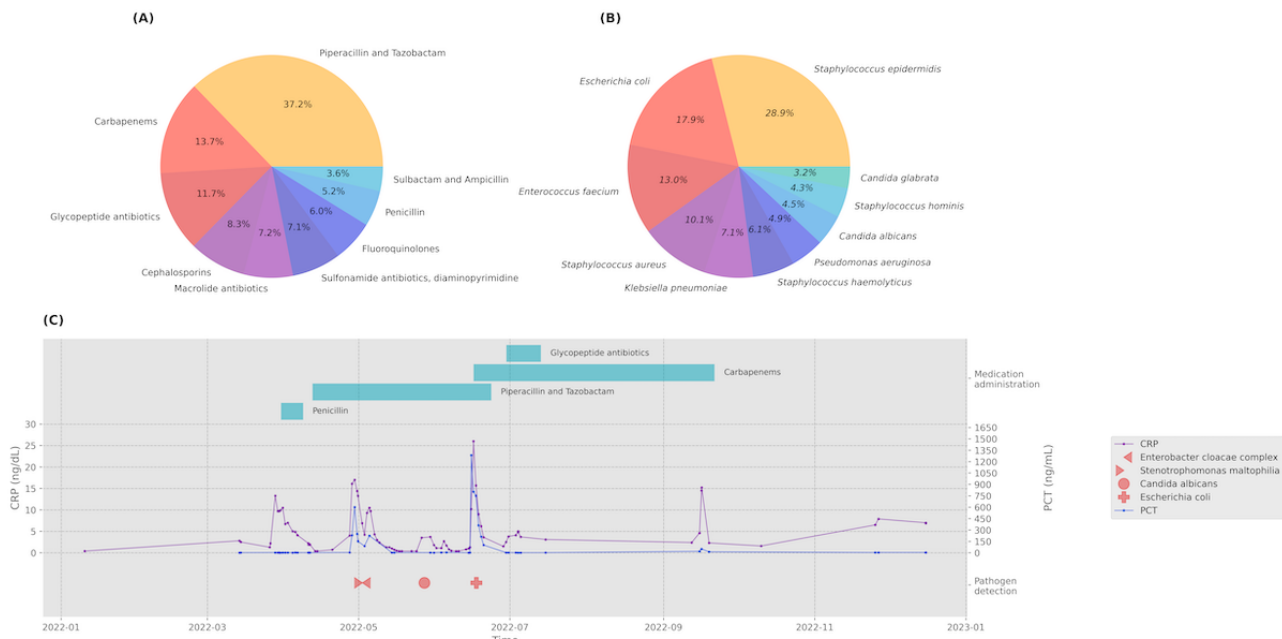 (A)
Piperacillin and Tazobactam
37.2%
Carbapenems
13.7%
Glycopeptide antibiotics
11.7%
Cephalosporins
8.3%
Macrolide antibiotics
7.2%
Sulfonamide antibiotics, diaminopyrimidine
7.1%
Fluoroquinolones
6.0%
Penicillin
5.2%
Sulbactam and Ampicillin
3.6%
(B)
Staphylococcus epidermidis
28.9%
Escherichia coli
17.9%
Enterococcus faecium
13.0%
Staphylococcus aureus
10.1%
Klebsiella pneumoniae
7.1%
Staphylococcus haemolyticus
6.1%
Pseudomonas aeruginosa
4.9%
Candida albicans
4.5%
Staphylococcus hominis
4.3%
Candida glabrata
3.2%
(C)
Glycopeptide antibiotics
Carbapenems
Piperacillin and Tazobactam
Penicillin
Medication
administration
30
25
20
15
10
5
0
CRP (ng/dL)
1650
1500
1350
1200
1050
900
750
600
450
300
150
0
PCT (ng/mL)
Pathogen
detection
2022-01
2022-03
2022-05
2022-07
2022-09
2022-11
2023-01
Time
CRP
Enterobacter cloacae complex
Stenotrophomonas maltophilia
Candida albicans
Escherichia coli
PCT